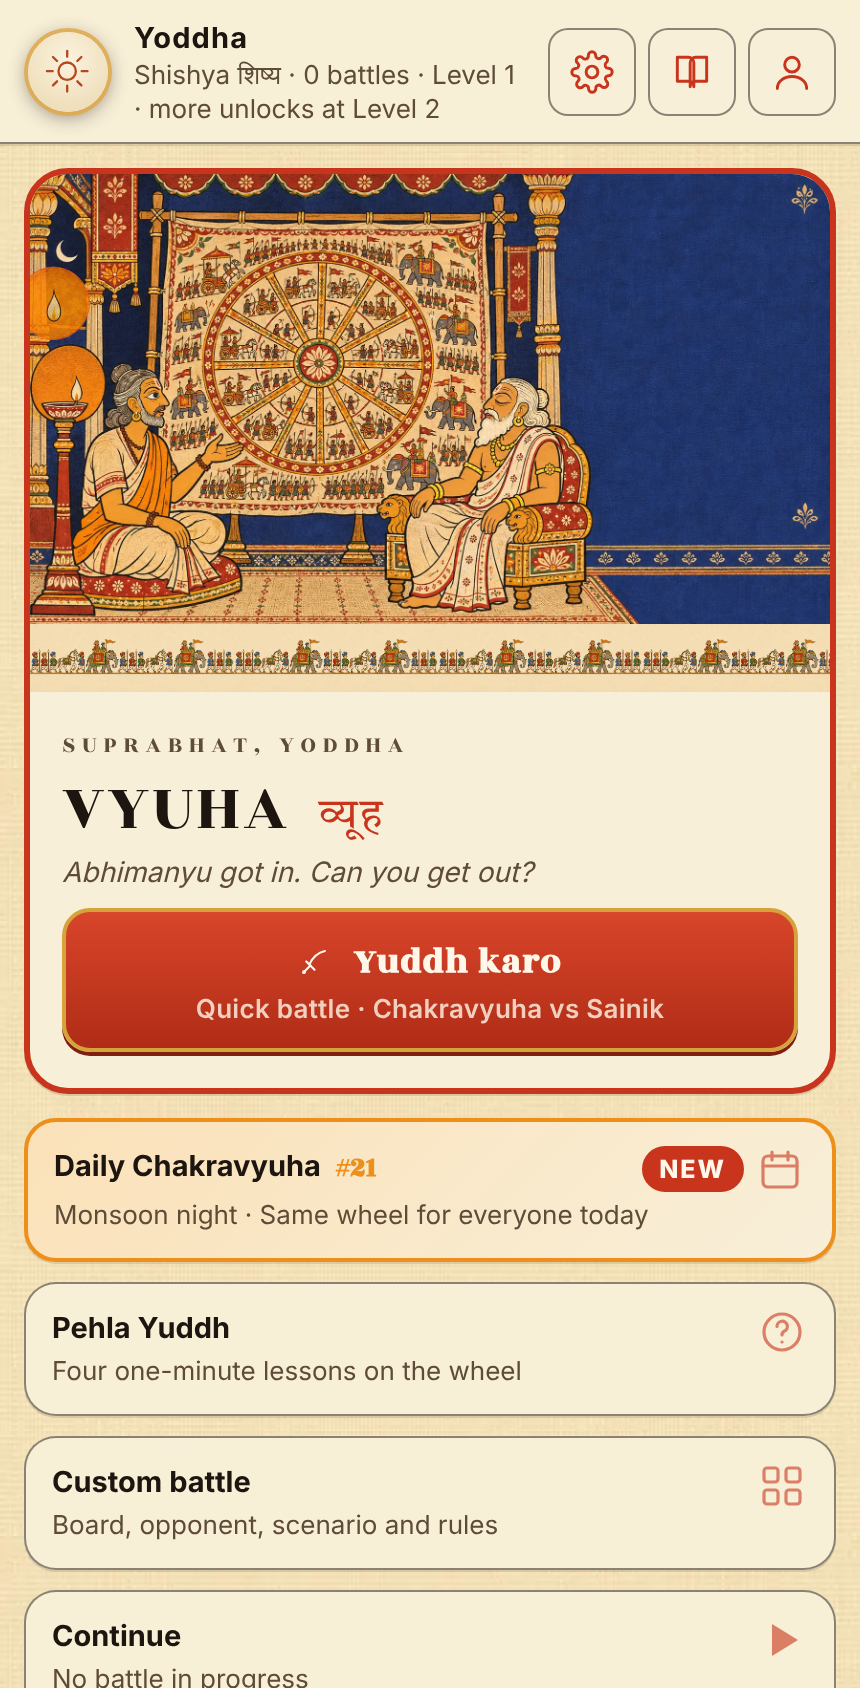 Yoddha
Shishya शिष्य · 0 battles · Level 1
· more unlocks at Level 2
SUPRABHAT, YODDHA
VYUHA व्यूह
Abhimanyu got in. Can you get out?
Yuddh karo
Quick battle · Chakravyuha vs Sainik
Daily Chakravyuha #21
NEW
Monsoon night · Same wheel for everyone today
Pehla Yuddh
Four one-minute lessons on the wheel
Custom battle
Board, opponent, scenario and rules
Continue
No battle in progress